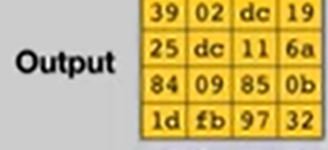 39 02 dc 19
25 dc 11 6a
Output
84 09 85 0b
1d fb 97 32